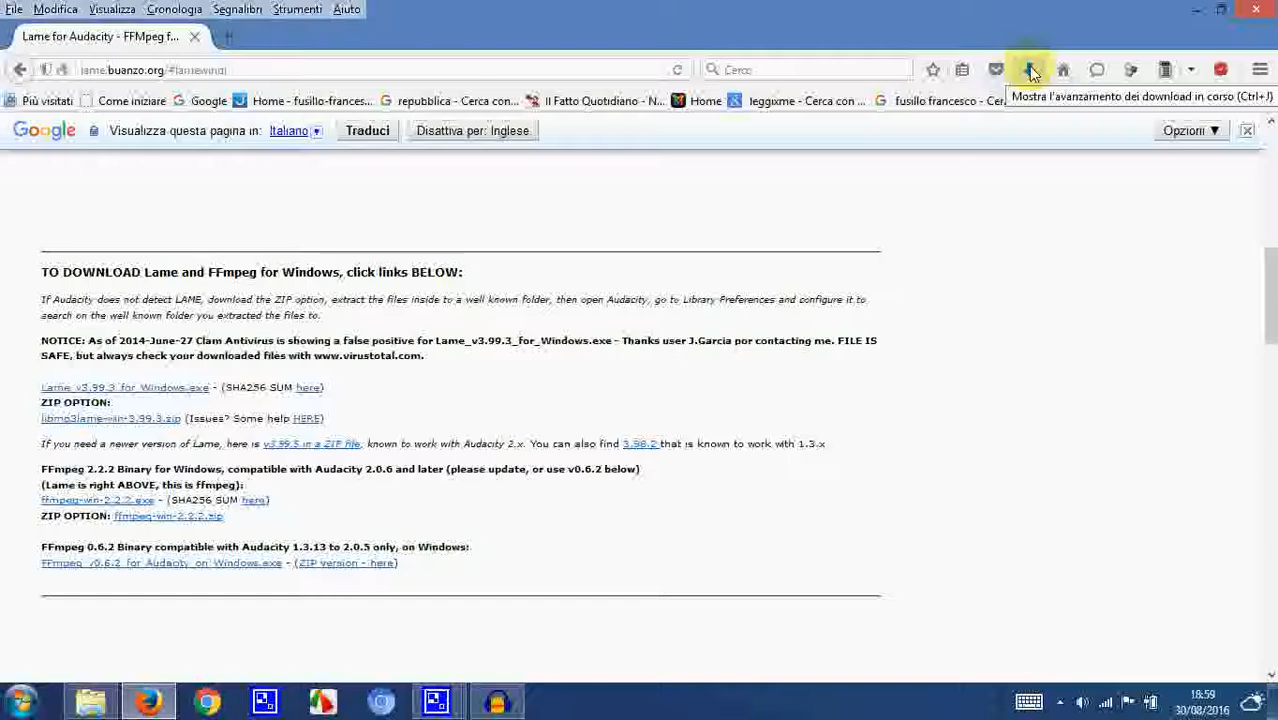 File Modifica Visualizza Cronologia Segnalibri Strumenti Aiuto
Lame for Audacity - FFMpeg f...
lame.buanzo.org/#lamewindl
Cerca
Mostra l'avanzamento dei download in corso (Ctrl+J)
Più visitati Come iniziare Google Home - fusillo-frances... repubblica - Cerca con... Il Fatto Quotidiano - N... Home leggixme - Cerca con ... fusillo francesco - Cer...
Google Visualizza questa pagina in: Italiano Traduci Disattiva per: Inglese Opzioni ▼
TO DOWNLOAD Lame and FFmpeg for Windows, click links BELOW:
If Audacity does not detect LAME, download the ZIP option, extract the files inside to a well known folder, then open Audacity, go to Library Preferences and configure it to
search on the well known folder you extracted the files to.
NOTICE: As of 2014-June-27 Clam Antivirus is showing a false positive for Lame_v3.99.3_for_Windows.exe - Thanks user J.Garcia por contacting me. FILE IS
SAFE, but always check your downloaded files with www.virustotal.com.
Lame_v3.99.3_for_Windows.exe - (SHA256 SUM here)
ZIP OPTION:
libmp3lame-win-3.99.3.zip (Issues? Some help HERE)
If you need a newer version of Lame, here is v3.99.5 in a ZIP file, known to work with Audacity 2.x. You can also find 3.98.2 that is known to work with 1.3.x
FFmpeg 2.2.2 Binary for Windows, compatible with Audacity 2.0.6 and later (please update, or use v0.6.2 below)
(Lame is right ABOVE, this is ffmpeg):
ffmpeg-win-2.2.2.exe - (SHA256 SUM here)
ZIP OPTION: ffmpeg-win-2.2.2.zip
FFmpeg 0.6.2 Binary compatible with Audacity 1.3.13 to 2.0.5 only, on Windows:
FFmpeg_v0.6.2_for_Audacity_on_Windows.exe - (ZIP version - here)
18:59
30/08/2016